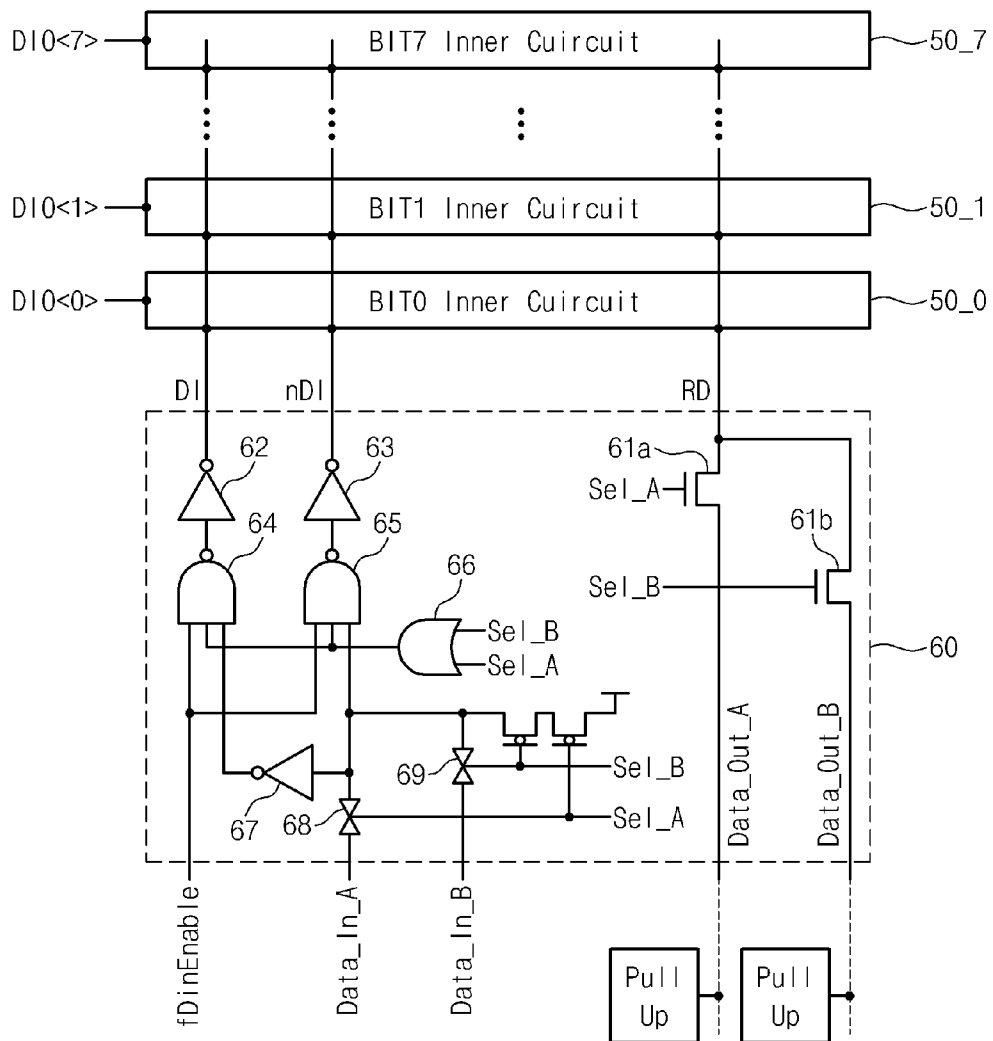 DIO<7>
BIT7 Inner Cuircuit
50_7
DIO<1>
BIT1 Inner Cuircuit
50_1
DIO<0>
BIT0 Inner Cuircuit
50_0
DI
nDI
RD
62
63
61a
Sel_A
64
65
61b
66
Sel_B
Sel_B
Sel_A
60
69
Sel_B
67
68
Sel_A
Data_Out_A
Data_Out_B
fDinEnable
Data_In_A
Data_In_B
Pull
Up
Pull
Up